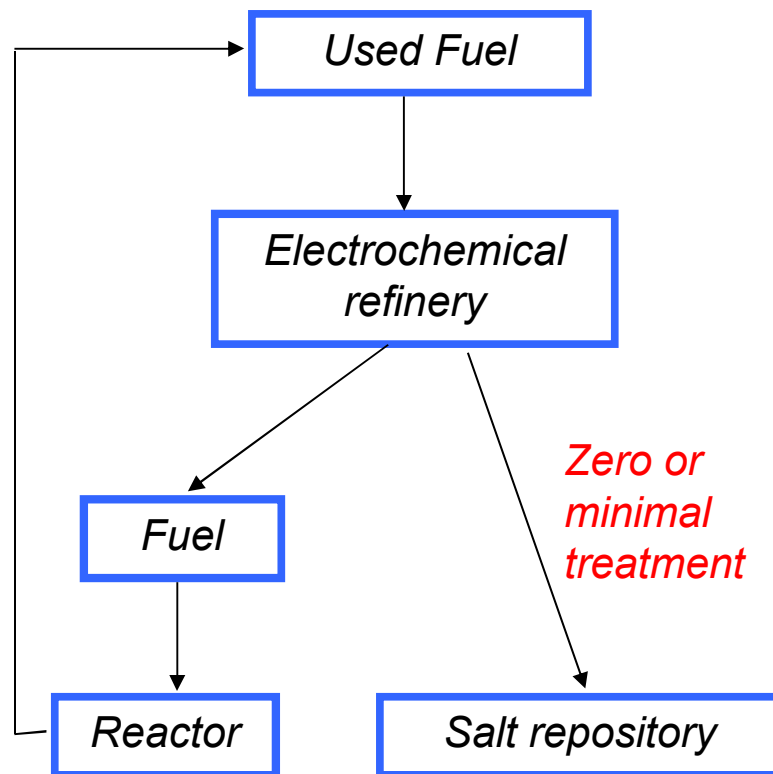 Used Fuel
Electrochemical
refinery
Zero or
minimal
treatment
Fuel
Reactor
Salt repository